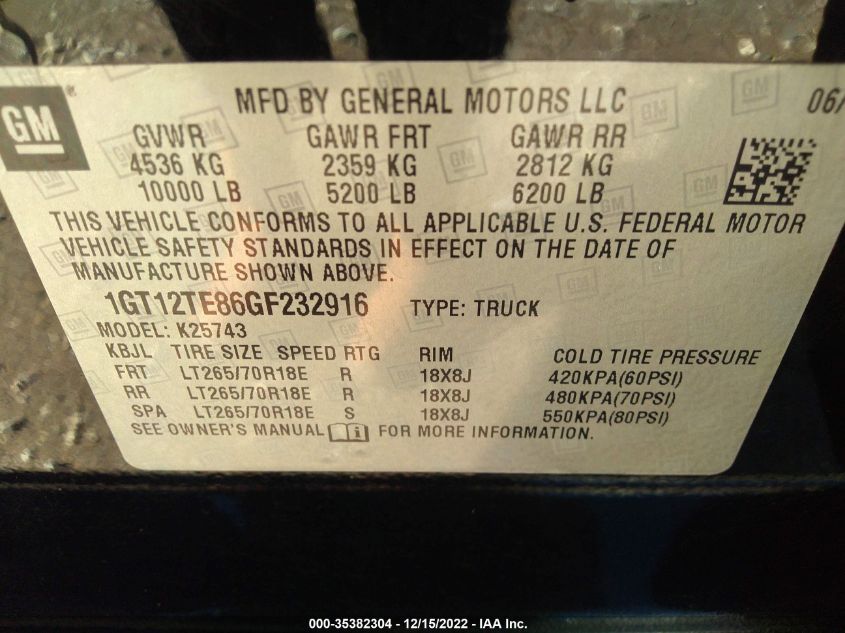 GM ®
MFD BY GENERAL MOTORS LLC 06/
GVWR GAWR FRT GAWR RR
4536 KG 2359 KG 2812 KG
10000 LB 5200 LB 6200 LB
THIS VEHICLE CONFORMS TO ALL APPLICABLE U.S. FEDERAL MOTOR
VEHICLE SAFETY STANDARDS IN EFFECT ON THE DATE OF
MANUFACTURE SHOWN ABOVE.
1GT12TE86GF232916 TYPE: TRUCK
MODEL: K25743
KBJL TIRE SIZE SPEED RTG RIM COLD TIRE PRESSURE
FRT LT265/70R18E R 18X8J 420KPA(60PSI)
RR LT265/70R18E R 18X8J 480KPA(70PSI)
SPA LT265/70R18E S 18X8J 550KPA(80PSI)
SEE OWNER'S MANUAL FOR MORE INFORMATION.
000-35382304 - 12/15/2022 - IAA Inc.